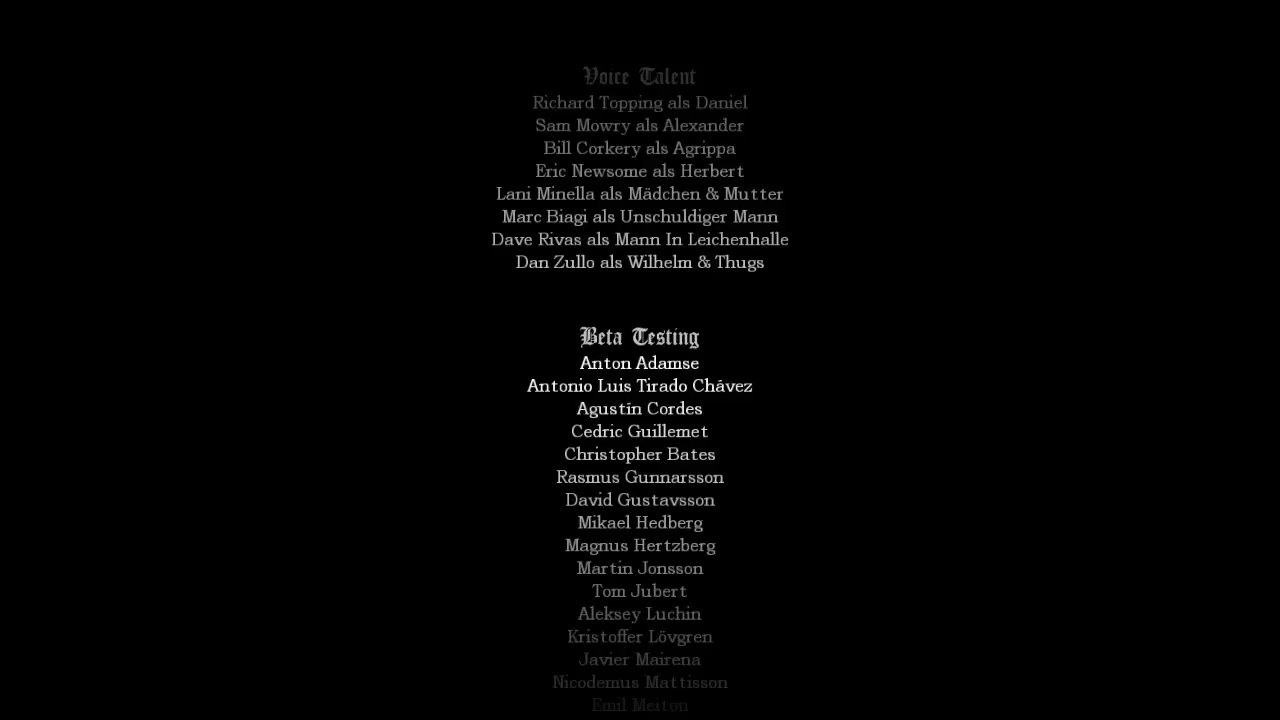 Voice Talent
Richard Topping als Daniel
Sam Mowry als Alexander
Bill Corkery als Agrippa
Eric Newsome als Herbert
Lani Minella als Mädchen & Mutter
Marc Biagi als Unschuldiger Mann
Dave Rivas als Mann In Leichenhalle
Dan Zullo als Wilhelm & Thugs
Beta Testing
Anton Adamse
Antonio Luis Tirado Chávez
Agustín Cordes
Cedric Guillemet
Christopher Bates
Rasmus Gunnarsson
David Gustavsson
Mikael Hedberg
Magnus Hertzberg
Martin Jonsson
Tom Jubert
Aleksey Luchin
Kristoffer Lövgren
Javier Mairena
Nicodemus Mattisson
Emil Meiton